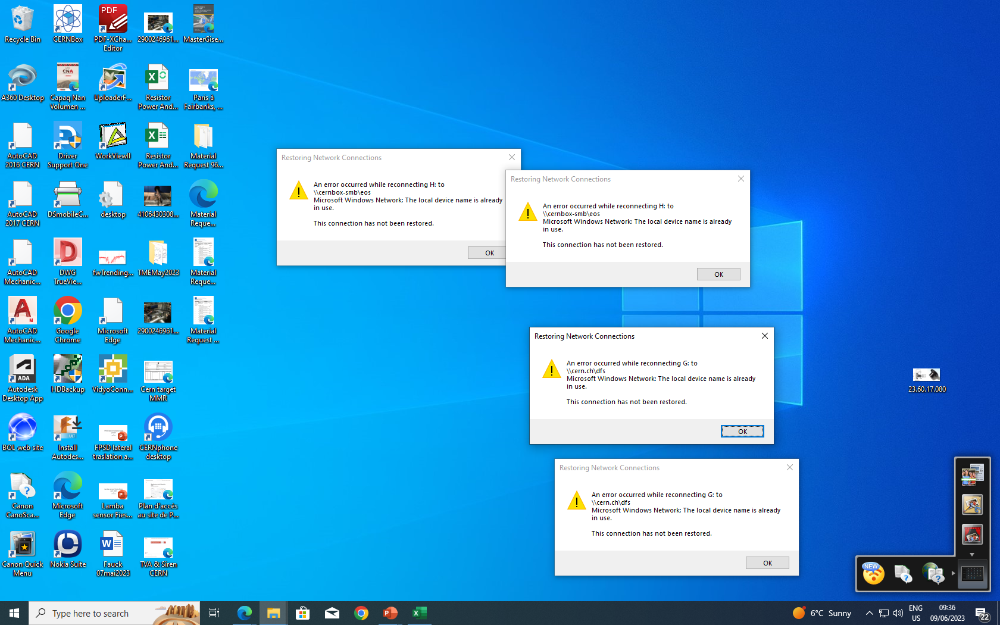 Recycle Bin
CERNBox
PDF-XCha...
Editor
2900246961...
MasterGise...
A360 Desktop
Capaq Nan
Volumen ...
UploaderF...
Resistor
Power And...
Paris à
Fairbanks, ...
AutoCAD
2016 CERN
Driver
Support One
WorkViewII
Resistor
Power And...
Material
Request 96...
AutoCAD
2017 CERN
DSmobileC...
desktop
4106430308...
Material
Reque...
AutoCAD
Mechanic...
DWG
TrueVie...
fwTrending...
TMEMay2023
Material
Reque...
AutoCAD
Mechanic...
Google
Chrome
Microsoft
Edge
2900246961...
Material
Request ...
Autodesk
Desktop App
HDBackup
VidyoConn...
Cern target
MMR
BOL web site
Install
Autodes...
FPSD lateral
traslation a...
CERNphone
desktop
Canon
CanoSca...
Microsoft
Edge
Lamba
sensor Fies...
Plan d'accès
au site de P...
Canon Quick
Menu
Nokia Suite
Fauck
07mai2023
TVA & Siren
CERN
PDF
CNA
ADA
ULT
Restoring Network Connections
An error occurred while reconnecting H: to
\\cernbox-smb\eos
Microsoft Windows Network: The local device name is already
in use.
This connection has not been restored.
OK
Restoring Network Connections
An error occurred while reconnecting H: to
\\cernbox-smb\eos
Microsoft Windows Network: The local device name is already
in use.
This connection has not been restored.
OK
Restoring Network Connections
An error occurred while reconnecting G: to
\\cern.ch\dfs
Microsoft Windows Network: The local device name is already
in use.
This connection has not been restored.
OK
Restoring Network Connections
An error occurred while reconnecting G: to
\\cern.ch\dfs
Microsoft Windows Network: The local device name is already
in use.
This connection has not been restored.
OK
23.60.17.080
NEW
Type here to search
6°C Sunny
ENG
US
09:36
09/06/2023
22